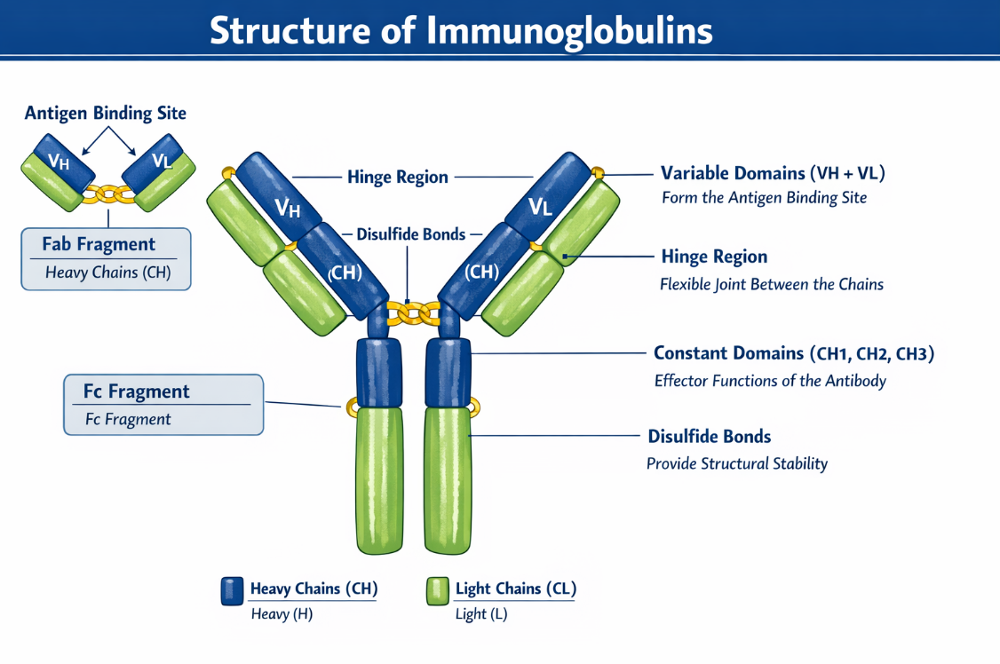 Structure of Immunoglobulins
Antigen Binding Site
VH
VL
Fab Fragment
Heavy Chains (CH)
Hinge Region
VH
VL
Disulfide Bonds
(CH)
(CH)
Variable Domains (VH + VL)
Form the Antigen Binding Site
Hinge Region
Flexible Joint Between the Chains
Constant Domains (CH1, CH2, CH3)
Effector Functions of the Antibody
Fc Fragment
Fc Fragment
Disulfide Bonds
Provide Structural Stability
Heavy Chains (CH)
Heavy (H)
Light Chains (CL)
Light (L)